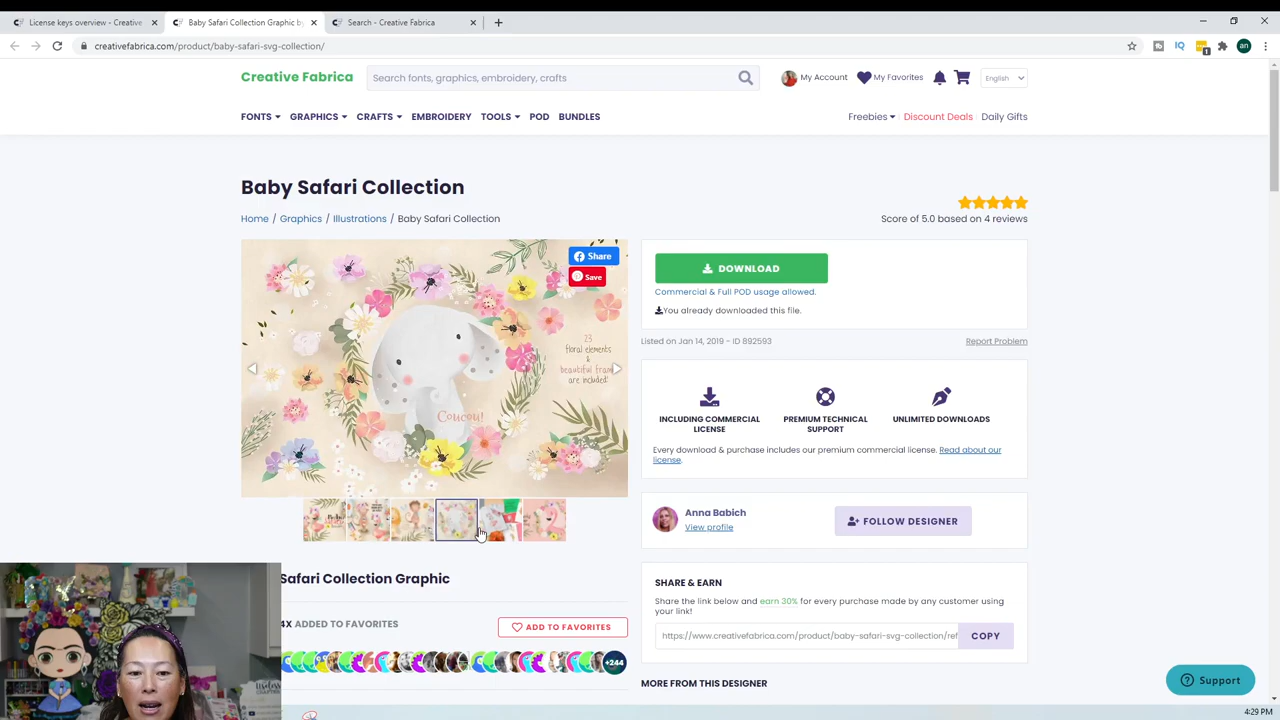 License keys overview - Creative
Baby Safari Collection Graphic by
Search - Creative Fabrica
creativefabrica.com/product/baby-safari-svg-collection/
IQ
1
an
Creative Fabrica
Search fonts, graphics, embroidery, crafts
My Account
My Favorites
English
FONTS
GRAPHICS
CRAFTS
EMBROIDERY
TOOLS
POD
BUNDLES
Freebies
Discount Deals
Daily Gifts
Baby Safari Collection
Home / Graphics / Illustrations / Baby Safari Collection
Score of 5.0 based on 4 reviews
Share
Save
23
floral elements
&
beautiful frame
are included!
Coucou!
DOWNLOAD
Commercial & Full POD usage allowed.
You already downloaded this file.
Listed on Jan 14, 2019 - ID 892593
Report Problem
INCLUDING COMMERCIAL
LICENSE
PREMIUM TECHNICAL
SUPPORT
UNLIMITED DOWNLOADS
Every download & purchase includes our premium commercial license. Read about our
license.
Anna Babich
View profile
FOLLOW DESIGNER
Safari Collection Graphic
4X ADDED TO FAVORITES
ADD TO FAVORITES
+244
SHARE & EARN
Share the link below and earn 30% for every purchase made by any customer using
your link!
https://www.creativefabrica.com/product/baby-safari-svg-collection/ref
COPY
MORE FROM THIS DESIGNER
Support
4:29 PM